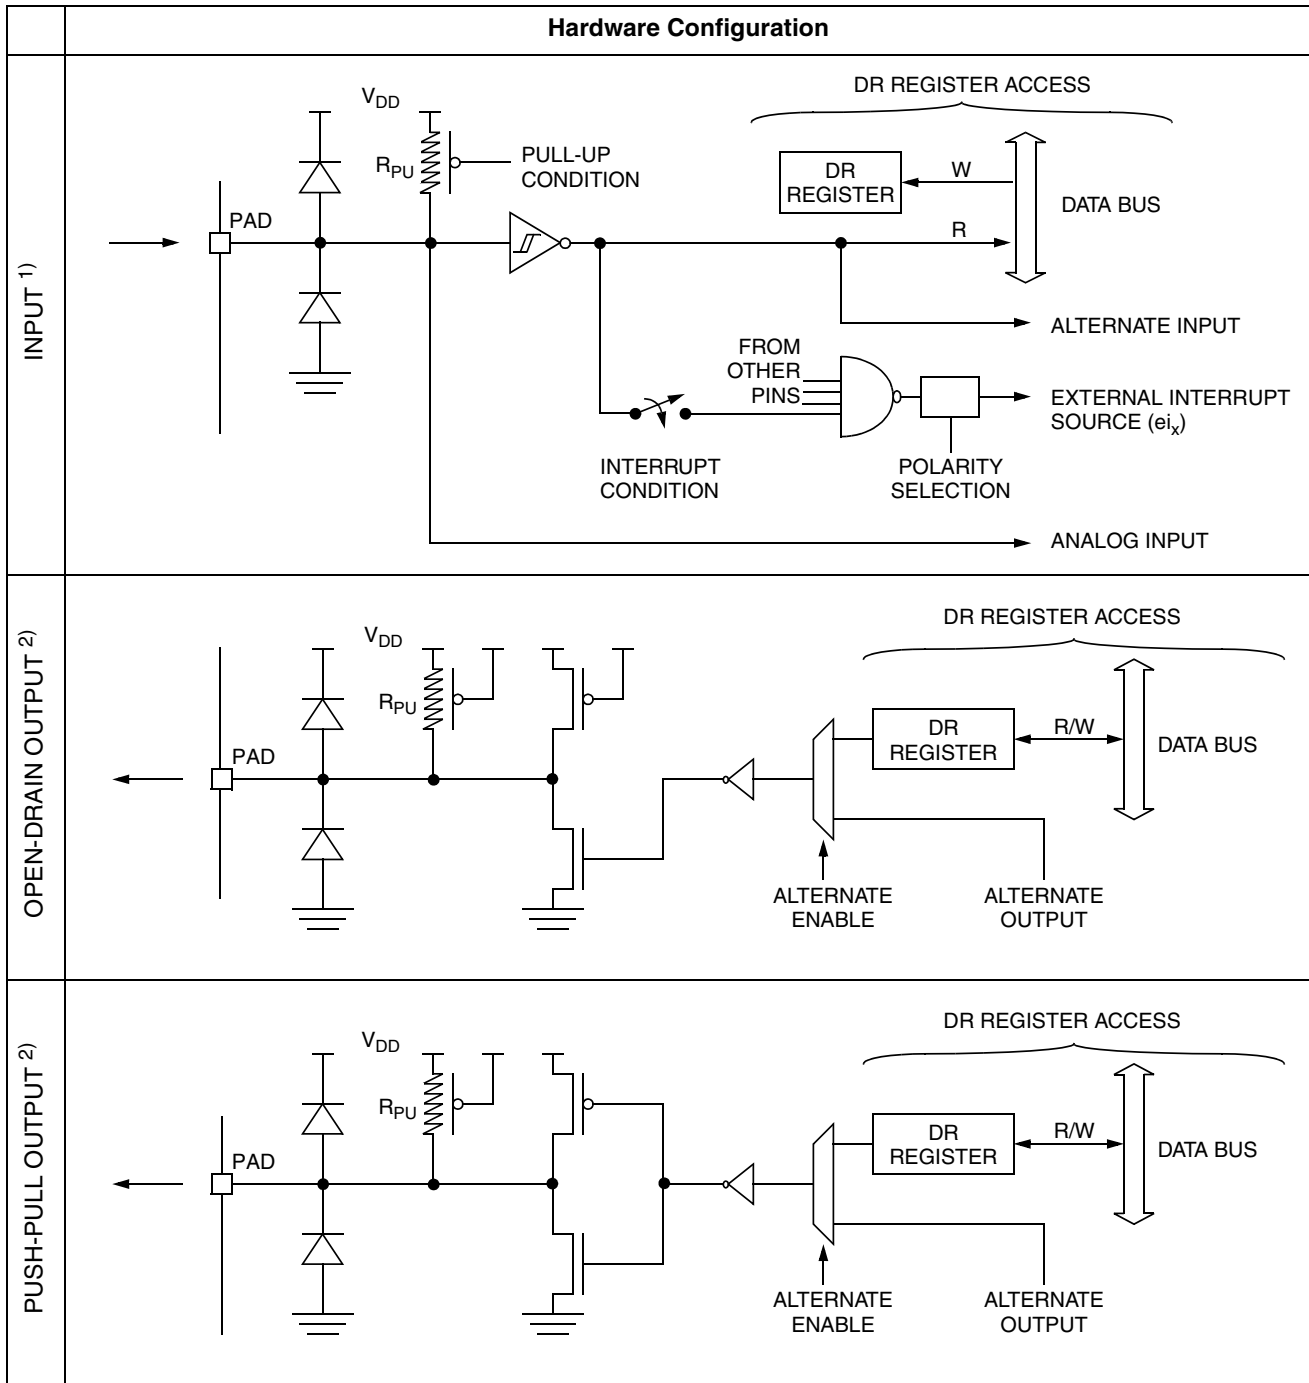 Hardware Configuration
INPUT 1)
DR REGISTER ACCESS
VDD
RPU
PULL-UP
CONDITION
DR
REGISTER
W
DATA BUS
PAD
R
ALTERNATE INPUT
FROM
OTHER
PINS
EXTERNAL INTERRUPT
SOURCE (eix)
INTERRUPT
CONDITION
POLARITY
SELECTION
ANALOG INPUT
OPEN-DRAIN OUTPUT 2)
DR REGISTER ACCESS
VDD
RPU
DR
REGISTER
R/W
DATA BUS
PAD
ALTERNATE
ENABLE
ALTERNATE
OUTPUT
PUSH-PULL OUTPUT 2)
DR REGISTER ACCESS
VDD
RPU
DR
REGISTER
R/W
DATA BUS
PAD
ALTERNATE
ENABLE
ALTERNATE
OUTPUT